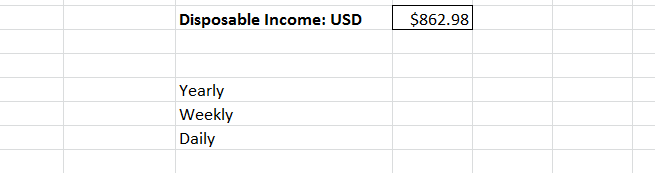 Disposable Income: USD $862.98
Yearly
Weekly
Daily